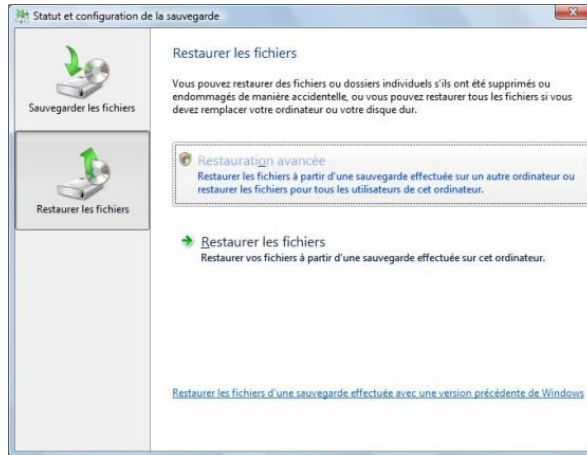 Statut et configuration de la sauvegarde
Sauvegarder les fichiers
Restaurer les fichiers
Restaurer les fichiers
Vous pouvez restaurer des fichiers ou dossiers individuels s'ils ont été supprimés ou
endommagés de manière accidentelle, ou vous pouvez restaurer tous les fichiers si vous
devez remplacer votre ordinateur ou votre disque dur.
Restauration avancée
Restaurer les fichiers à partir d'une sauvegarde effectuée sur un autre ordinateur ou
restaurer les fichiers pour tous les utilisateurs de cet ordinateur.
Restaurer les fichiers
Restaurer vos fichiers à partir d'une sauvegarde effectuée sur cet ordinateur.
Restaurer les fichiers d'une sauvegarde effectuée avec une version précédente de Windows